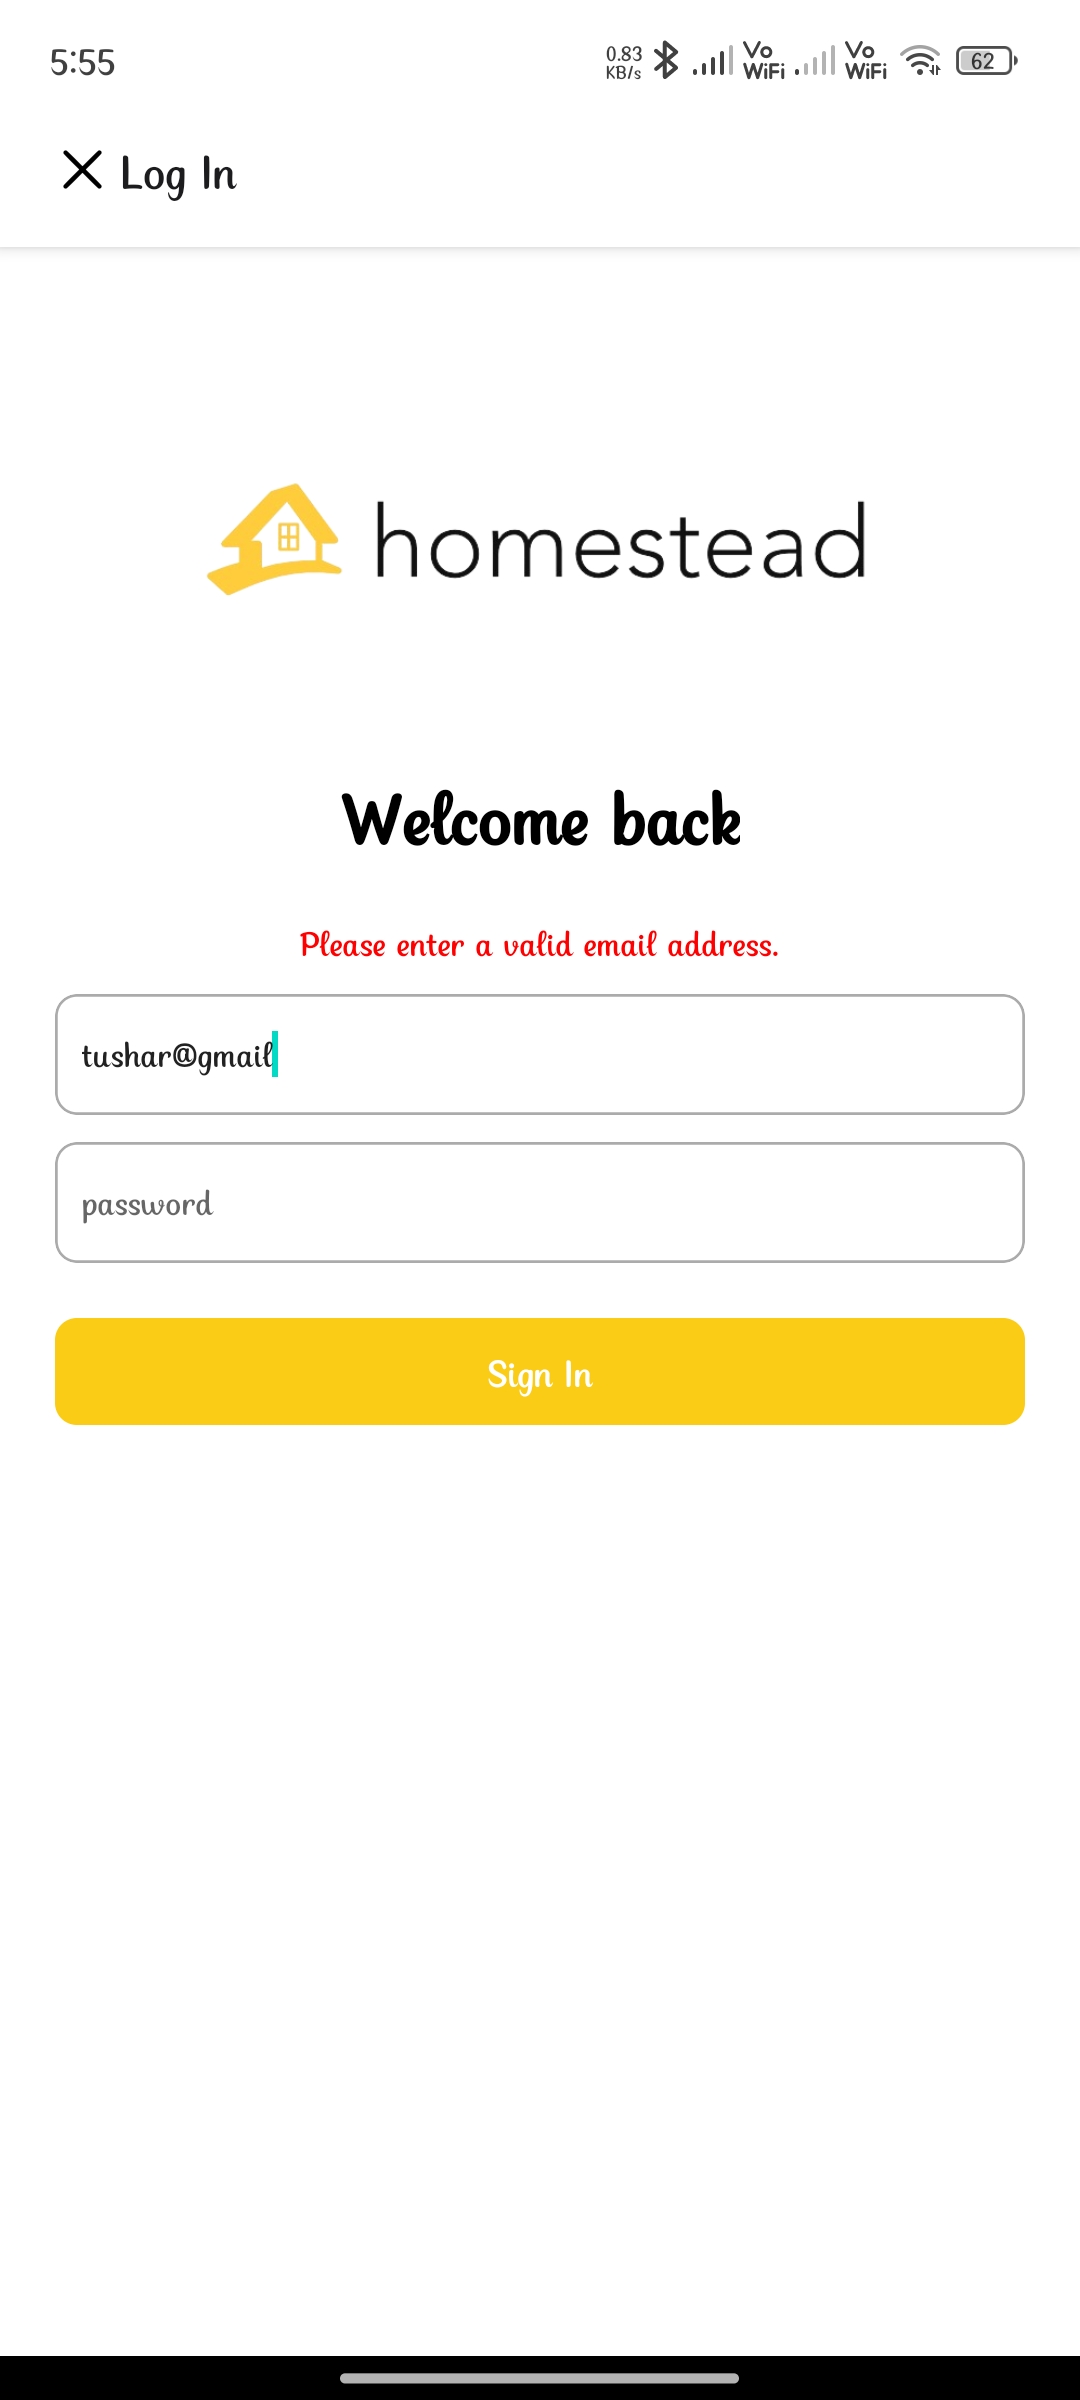 5:55
0.83
KB/s
Vo
WiFi
Vo
WiFi
62
Log In
homestead
Welcome back
Please enter a valid email address.
tushar@gmail
password
Sign In